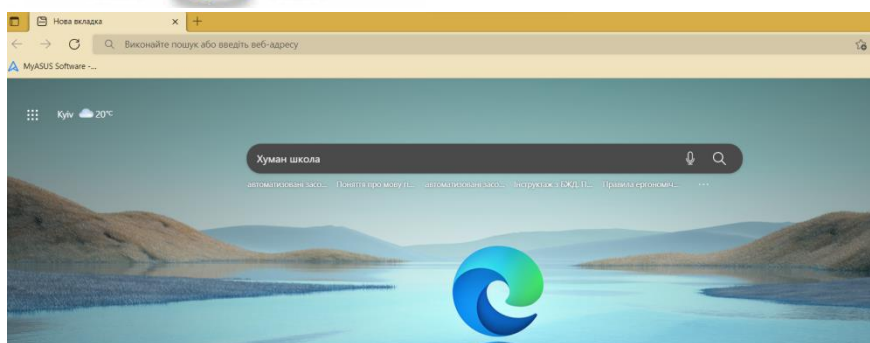 Нова вкладка
Виконайте пошук або введіть веб-адресу
MyASUS Software -...
Kyiv 20°C
Хуман школа
автоматизовані засо... Поняття про мову п... автоматизовані засо... Інструктаж з БЖД. П... Правила ергономіч... ...